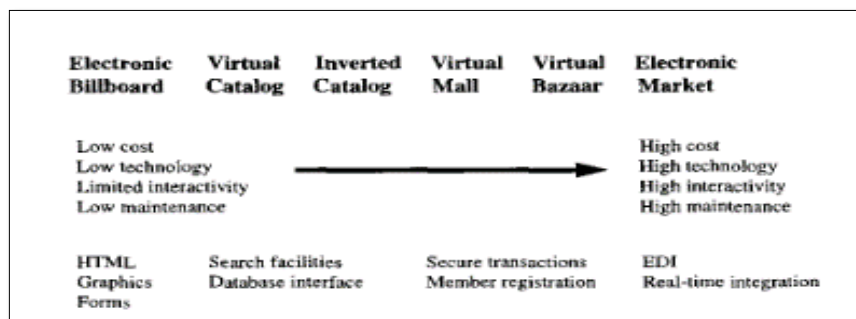 Electronic Virtual Inverted Virtual Virtual Electronic
Billboard Catalog Catalog Mall Bazaar Market
Low cost High cost
Low technology High technology
Limited interactivity High interactivity
Low maintenance High maintenance
HTML Search facilities Secure transactions EDI
Graphics Database interface Member registration Real-time integration
Forms